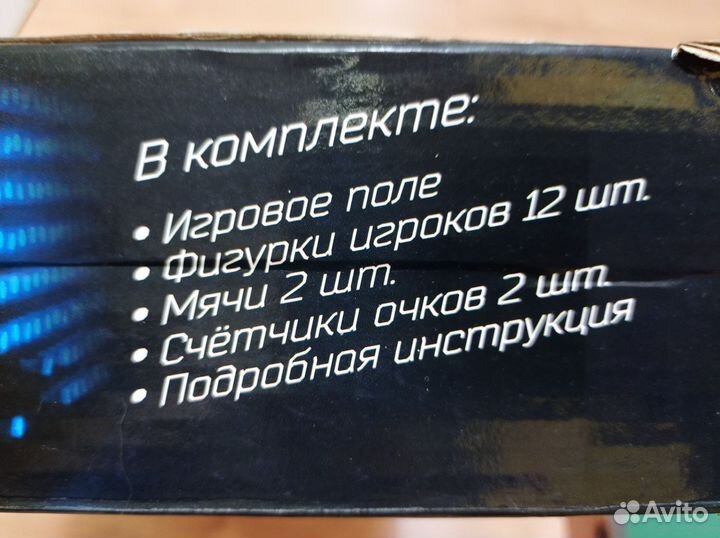 В комплекте:
• Игровое поле
• Фигурки игроков 12 шт.
• Мячи 2 шт.
• Счётчики очков 2 шт.
• Подробная инструкция
Avito